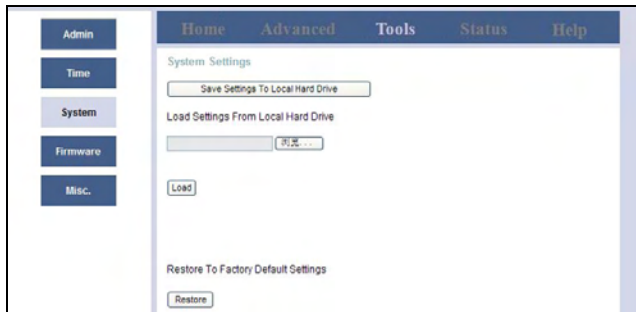 Home Advanced Tools Status Help
Admin
Time
System
Firmware
Misc.
System Settings
Save Settings To Local Hard Drive
Load Settings From Local Hard Drive
浏览...
Load
Restore To Factory Default Settings
Restore